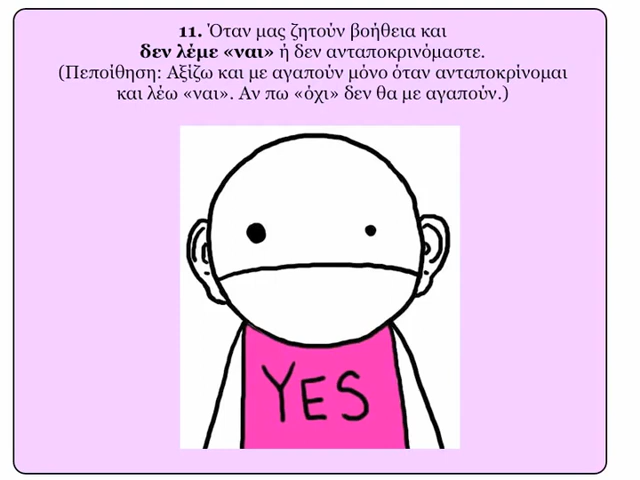 11. Όταν μας ζητούν βοήθεια και
δεν λέμε «ναι» ή δεν ανταποκρινόμαστε.
(Πεποίθηση: Αξίζω και με αγαπούν μόνο όταν ανταποκρίνομαι
και λέω «ναι». Αν πω «όχι» δεν θα με αγαπούν.)
YES